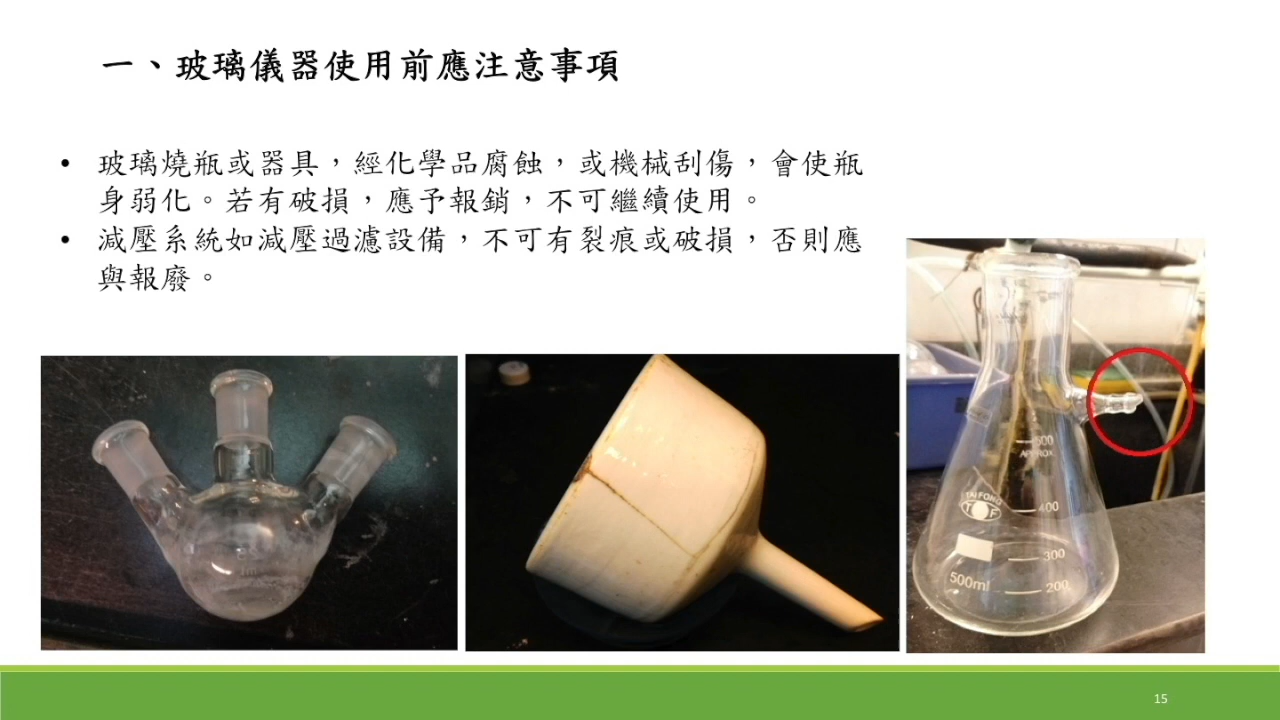 一、玻璃儀器使用前應注意事項
• 玻璃燒瓶或器具，經化學品腐蝕，或機械刮傷，會使瓶
身弱化。若有破損，應予報銷，不可繼續使用。
• 減壓系統如減壓過濾設備，不可有裂痕或破損，否則應
與報廢。
500
APPROX
TAI FONG
TOF
400
300
500ml
200
15